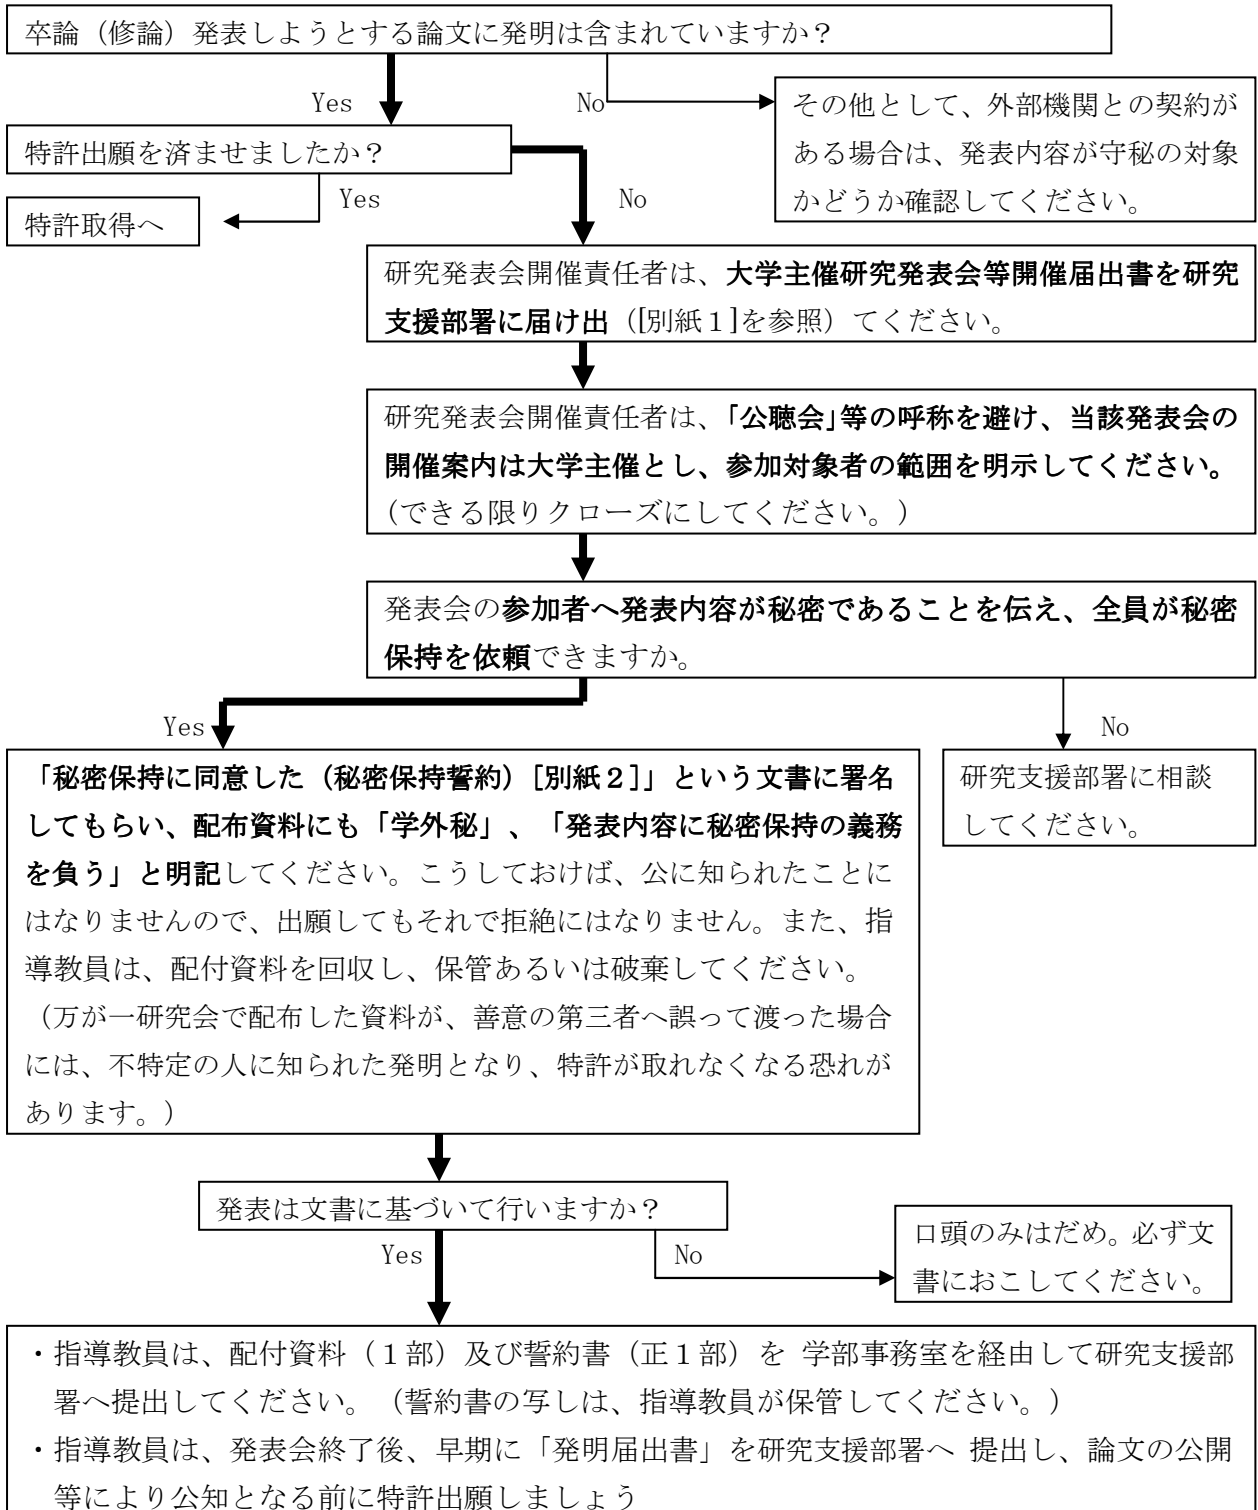 卒論（修論）発表しようとする論文に発明は含まれていますか？
Yes
No
その他として、外部機関との契約が
ある場合は、発表内容が守秘の対象
かどうか確認してください。
特許出願を済ませましたか？
Yes
No
特許取得へ
研究発表会開催責任者は、大学主催研究発表会等開催届出書を研究
支援部署に届け出（[別紙１]を参照）てください。
研究発表会開催責任者は、「公聴会」等の呼称を避け、当該発表会の
開催案内は大学主催とし、参加対象者の範囲を明示してください。
（できる限りクローズにしてください。）
発表会の参加者へ発表内容が秘密であることを伝え、全員が秘密
保持を依頼できますか。
Yes
No
「秘密保持に同意した（秘密保持誓約）[別紙２]」という文書に署名
してもらい、配布資料にも「学外秘」、「発表内容に秘密保持の義務
を負う」と明記してください。こうしておけば、公に知られたことに
はなりませんので、出願してもそれで拒絶にはなりません。また、指
導教員は、配付資料を回収し、保管あるいは破棄してください。
（万が一研究会で配布した資料が、善意の第三者へ誤って渡った場合
には、不特定の人に知られた発明となり、特許が取れなくなる恐れが
あります。）
研究支援部署に相談
してください。
発表は文書に基づいて行いますか？
Yes
No
口頭のみはだめ。必ず文
書におこしてください。
・指導教員は、配付資料（１部）及び誓約書（正１部）を 学部事務室を経由して研究支援部
署へ提出してください。（誓約書の写しは、指導教員が保管してください。）
・指導教員は、発表会終了後、早期に「発明届出書」を研究支援部署へ 提出し、論文の公開
等により公知となる前に特許出願しましょう